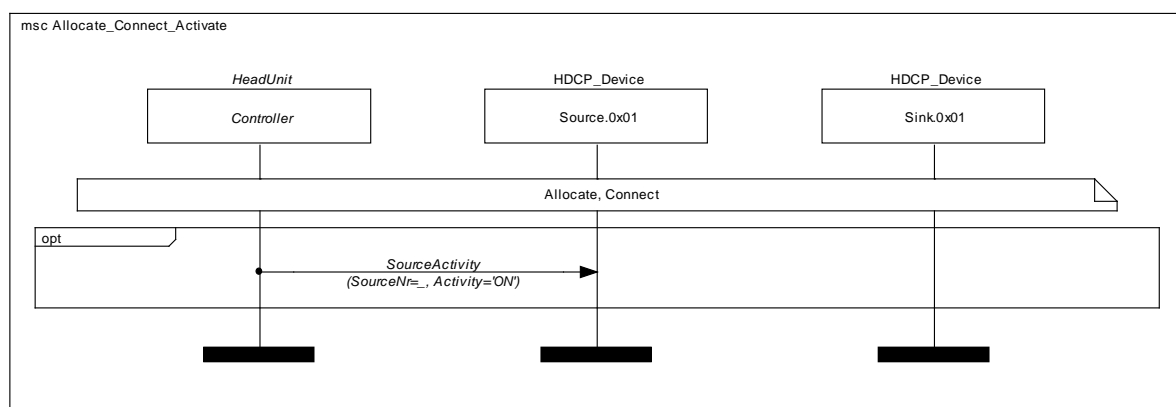 msc Allocate_Connect_Activate
HeadUnit
HDCP_Device
HDCP_Device
Controller
Source.0x01
Sink.0x01
Allocate, Connect
opt
SourceActivity
(SourceNr=_, Activity='ON')